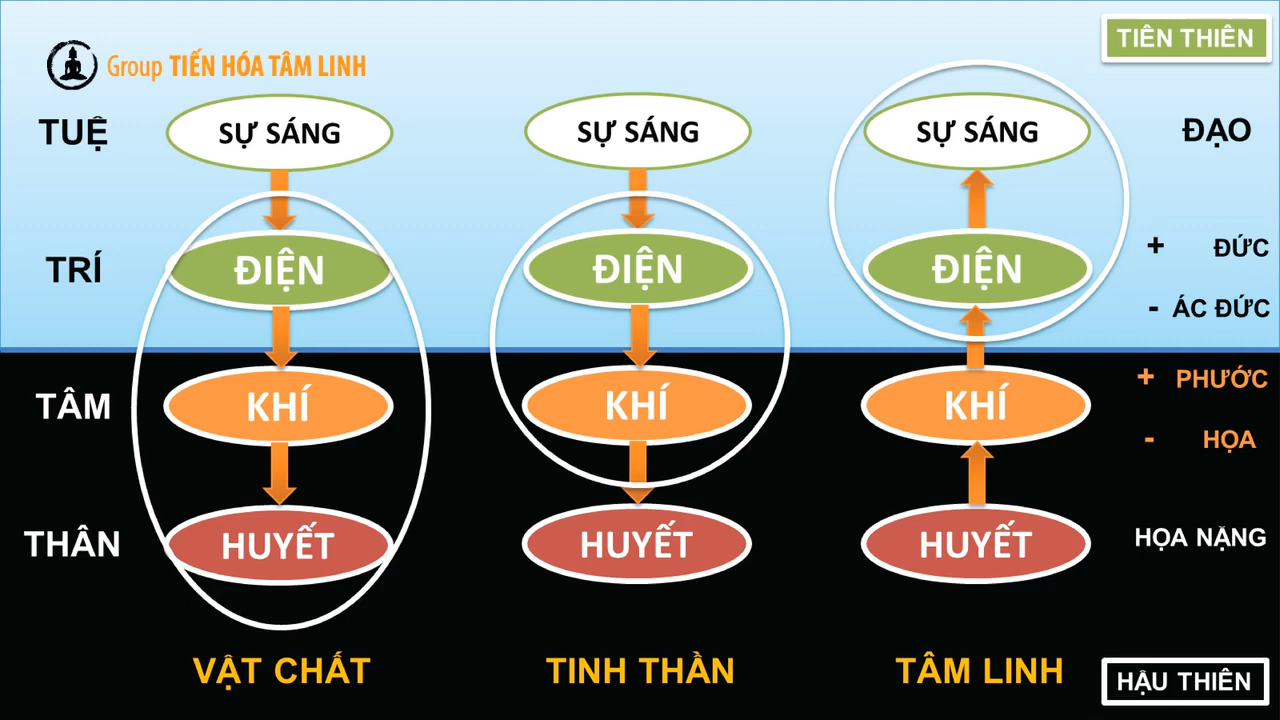 TIÊN THIÊN
Group TIẾN HÓA TÂM LINH
TUỆ SỰ SÁNG SỰ SÁNG SỰ SÁNG ĐẠO
+ ĐỨC
TRÍ ĐIỆN ĐIỆN ĐIỆN
- ÁC ĐỨC
+ PHƯỚC
TÂM KHÍ KHÍ KHÍ
- HỌA
THÂN HUYẾT HUYẾT HUYẾT HỌA NẶNG
VẬT CHẤT TINH THẦN TÂM LINH
HẬU THIÊN